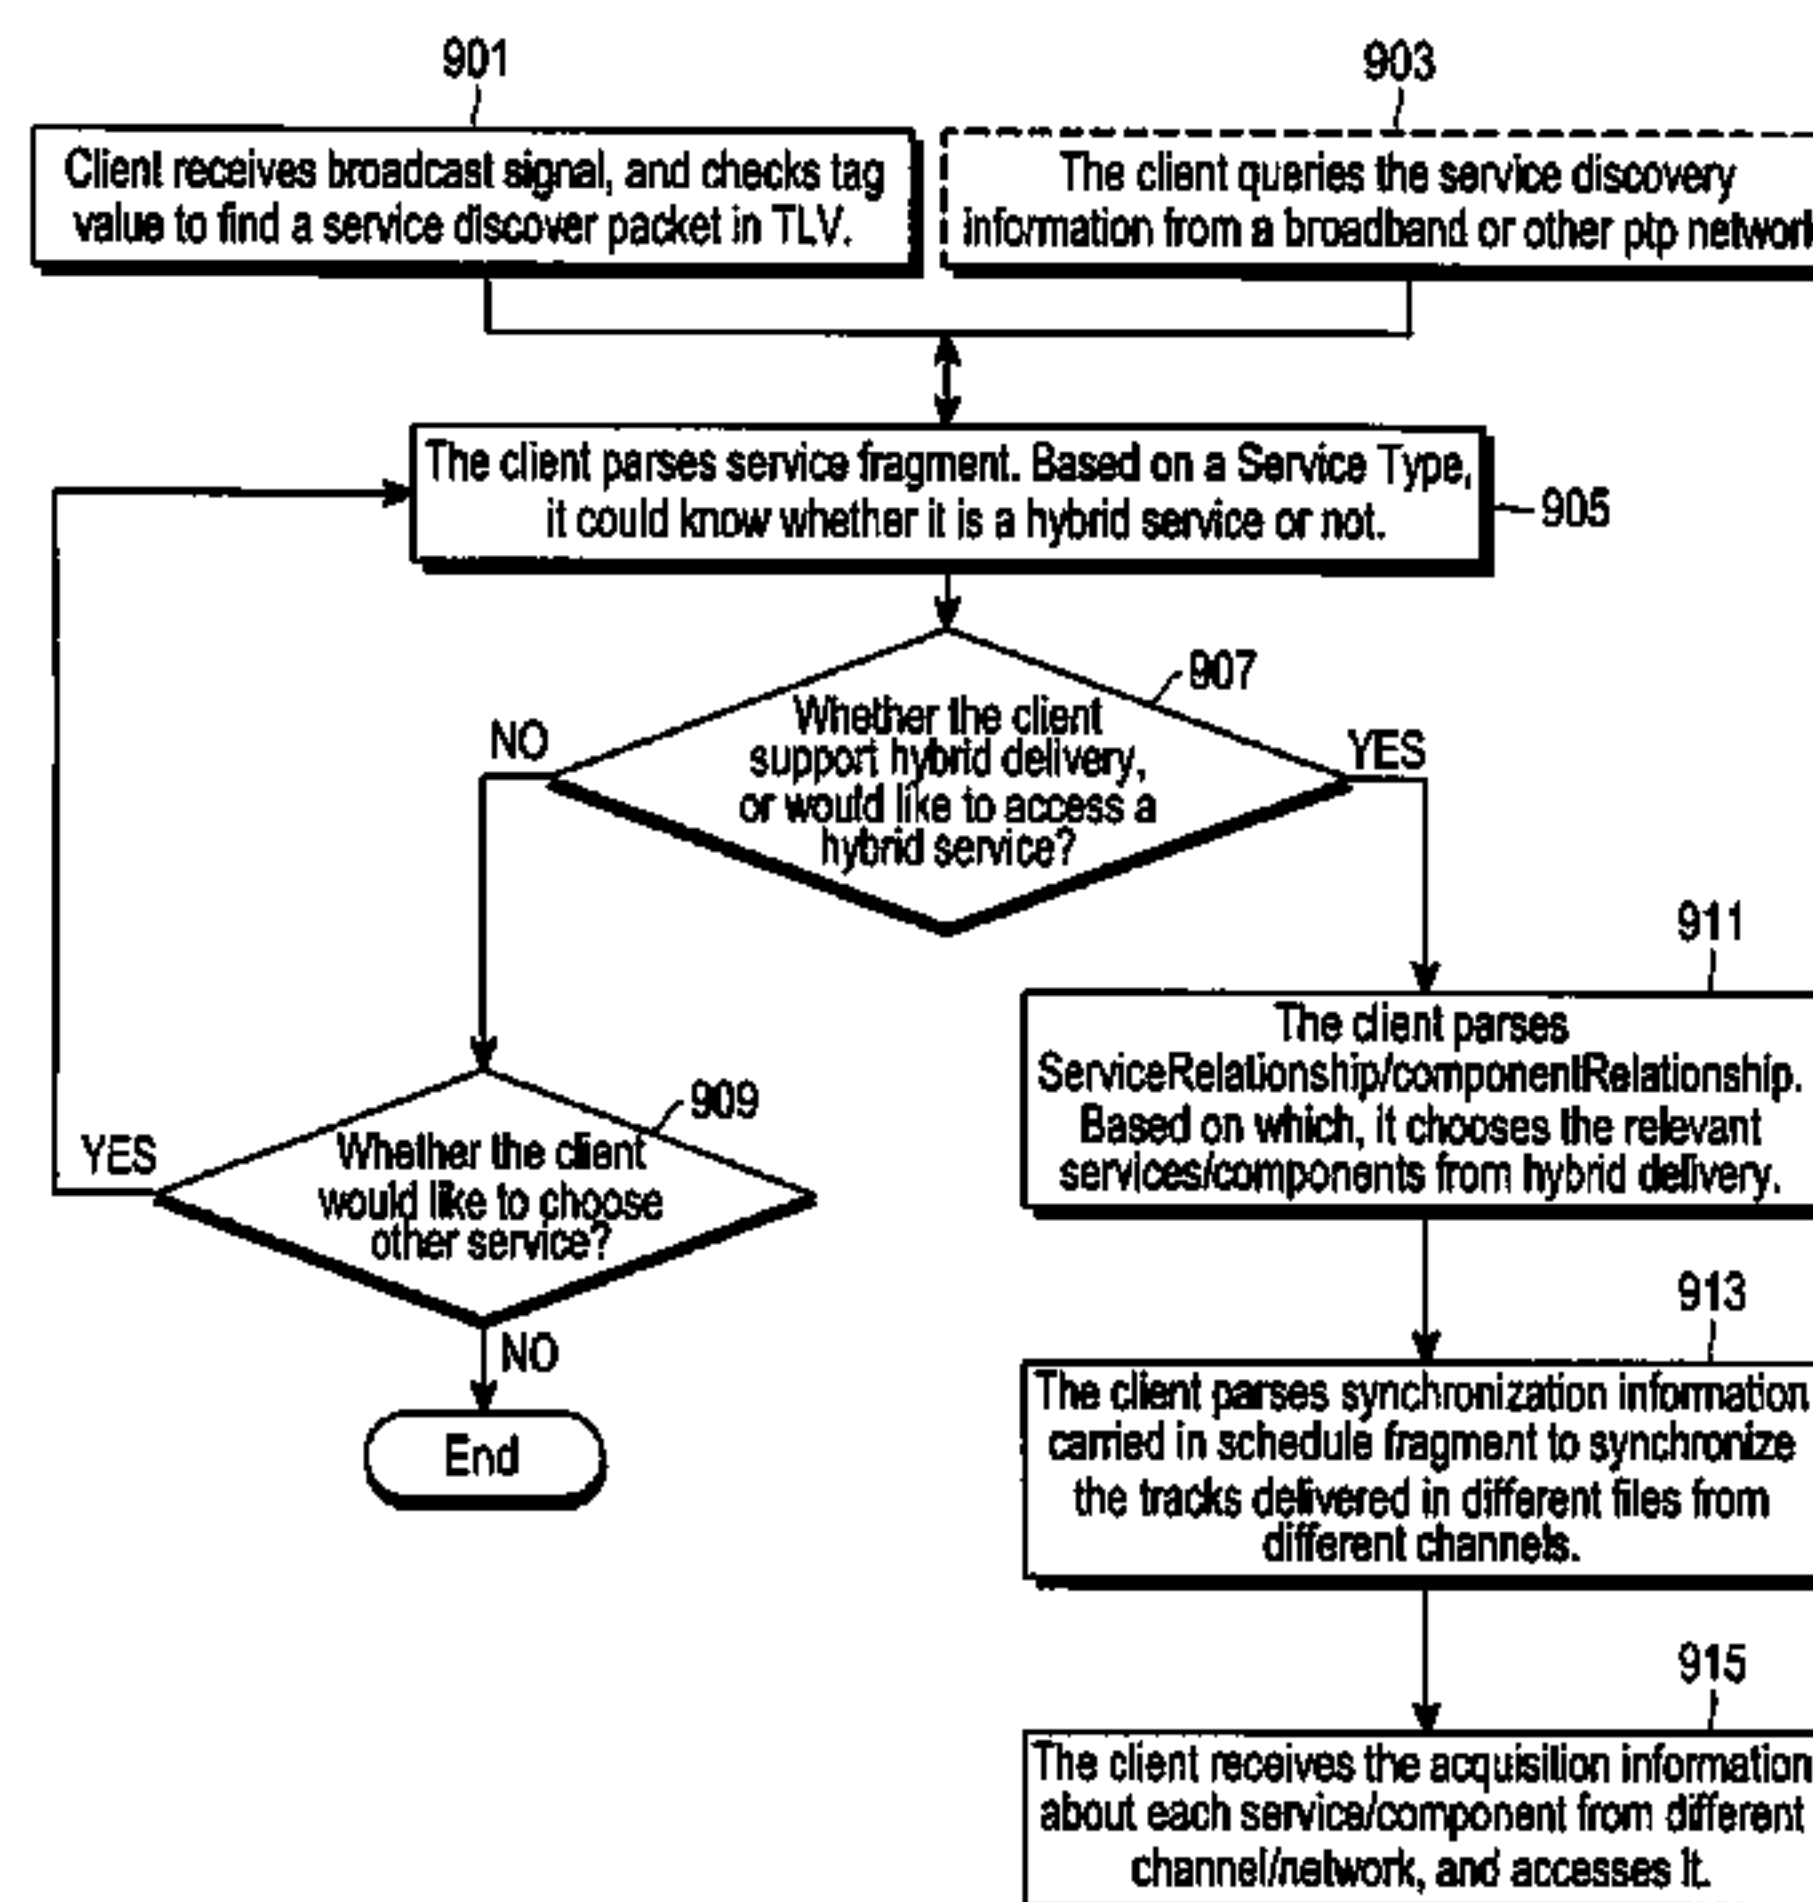 901
903
Client receives broadcast signal, and checks tag
value to find a service discover packet in TLV.
The client queries the service discovery
information from a broadband or other ptp network
The client parses service fragment. Based on a Service Type,
it could know whether it is a hybrid service or not.
905
907
Whether the client
support hybrid delivery,
or would like to access a
hybrid service?
NO
YES
911
The client parses
ServiceRelationship/componentRelationship.
Based on which, it chooses the relevant
services/components from hybrid delivery.
909
Whether the client
would like to choose
other service?
YES
NO
End
913
The client parses synchronization information
carried in schedule fragment to synchronize
the tracks delivered in different files from
different channels.
915
The client receives the acquisition information
about each service/component from different
channel/network, and accesses it.